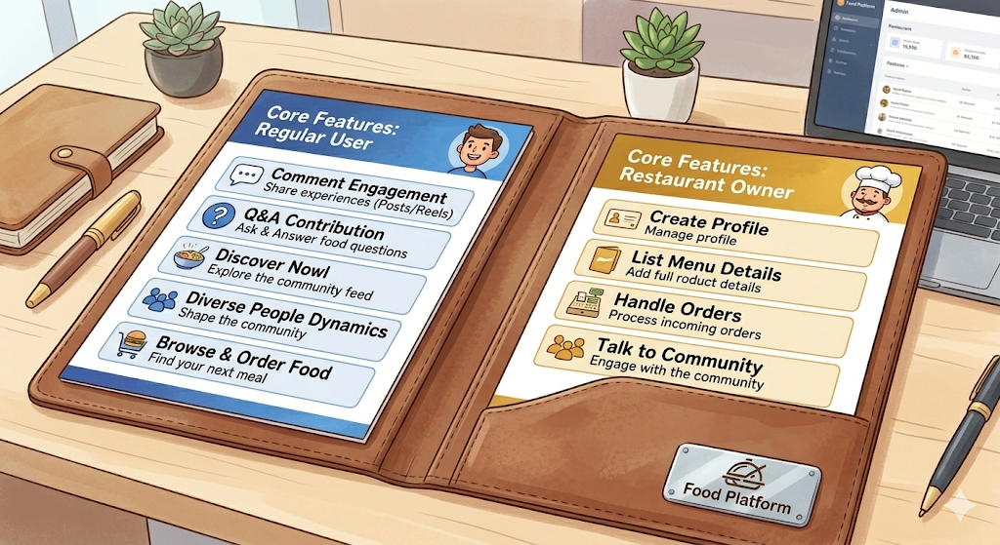 Core Features:
Regular User
Comment Engagement
Share experiences (Posts/Reels)
Q&A Contribution
Ask & Answer food questions
Discover Now!
Explore the community feed
Diverse People Dynamics
Shape the community
Browse & Order Food
Find your next meal
Core Features:
Restaurant Owner
Create Profile
Manage profile
List Menu Details
Add full roduct details
Handle Orders
Process incoming orders
Talk to Community
Engage with the community
Food Platform
Food Platform
Admin
Restaurant
Features